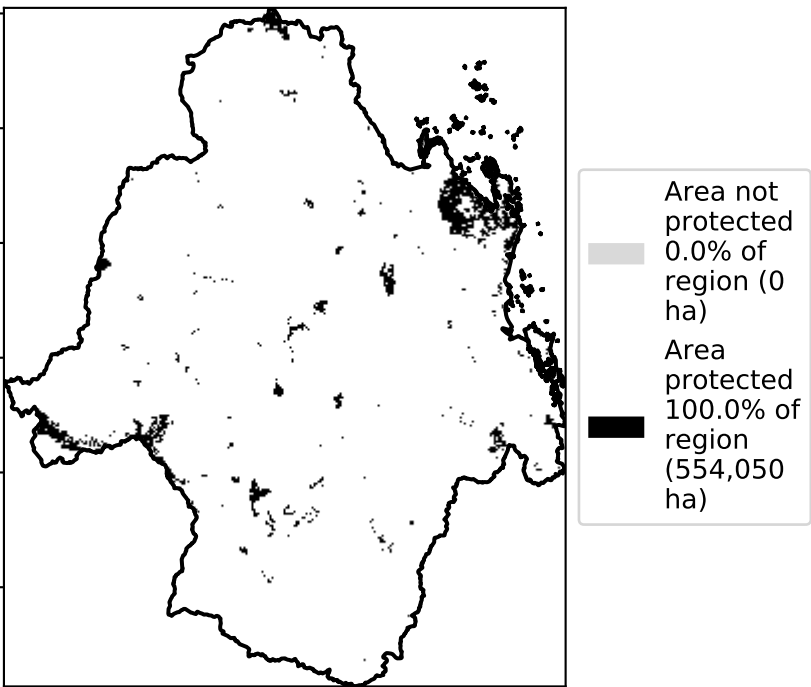 Area not
protected
0.0% of
region (0
ha)
Area
protected
100.0% of
region
(554,050
ha)